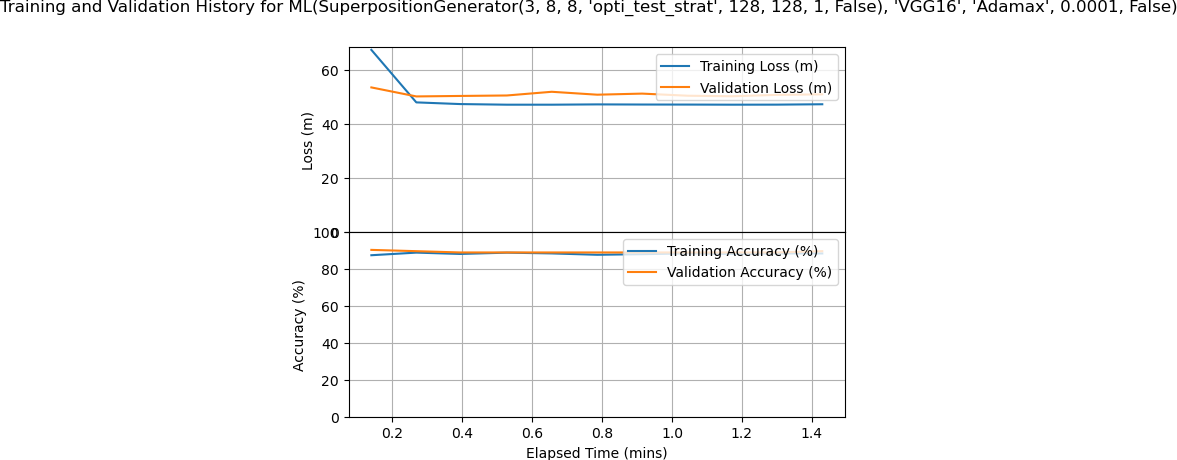 Training and Validation History for ML(SuperpositionGenerator(3, 8, 8, 'opti_test_strat', 128, 128, 1, False), 'VGG16', 'Adamax', 0.0001, False)
60
40
20
0
Loss (m)
Training Loss (m)
Validation Loss (m)
100
80
60
40
20
0
Accuracy (%)
Training Accuracy (%)
Validation Accuracy (%)
0.2 0.4 0.6 0.8 1.0 1.2 1.4
Elapsed Time (mins)